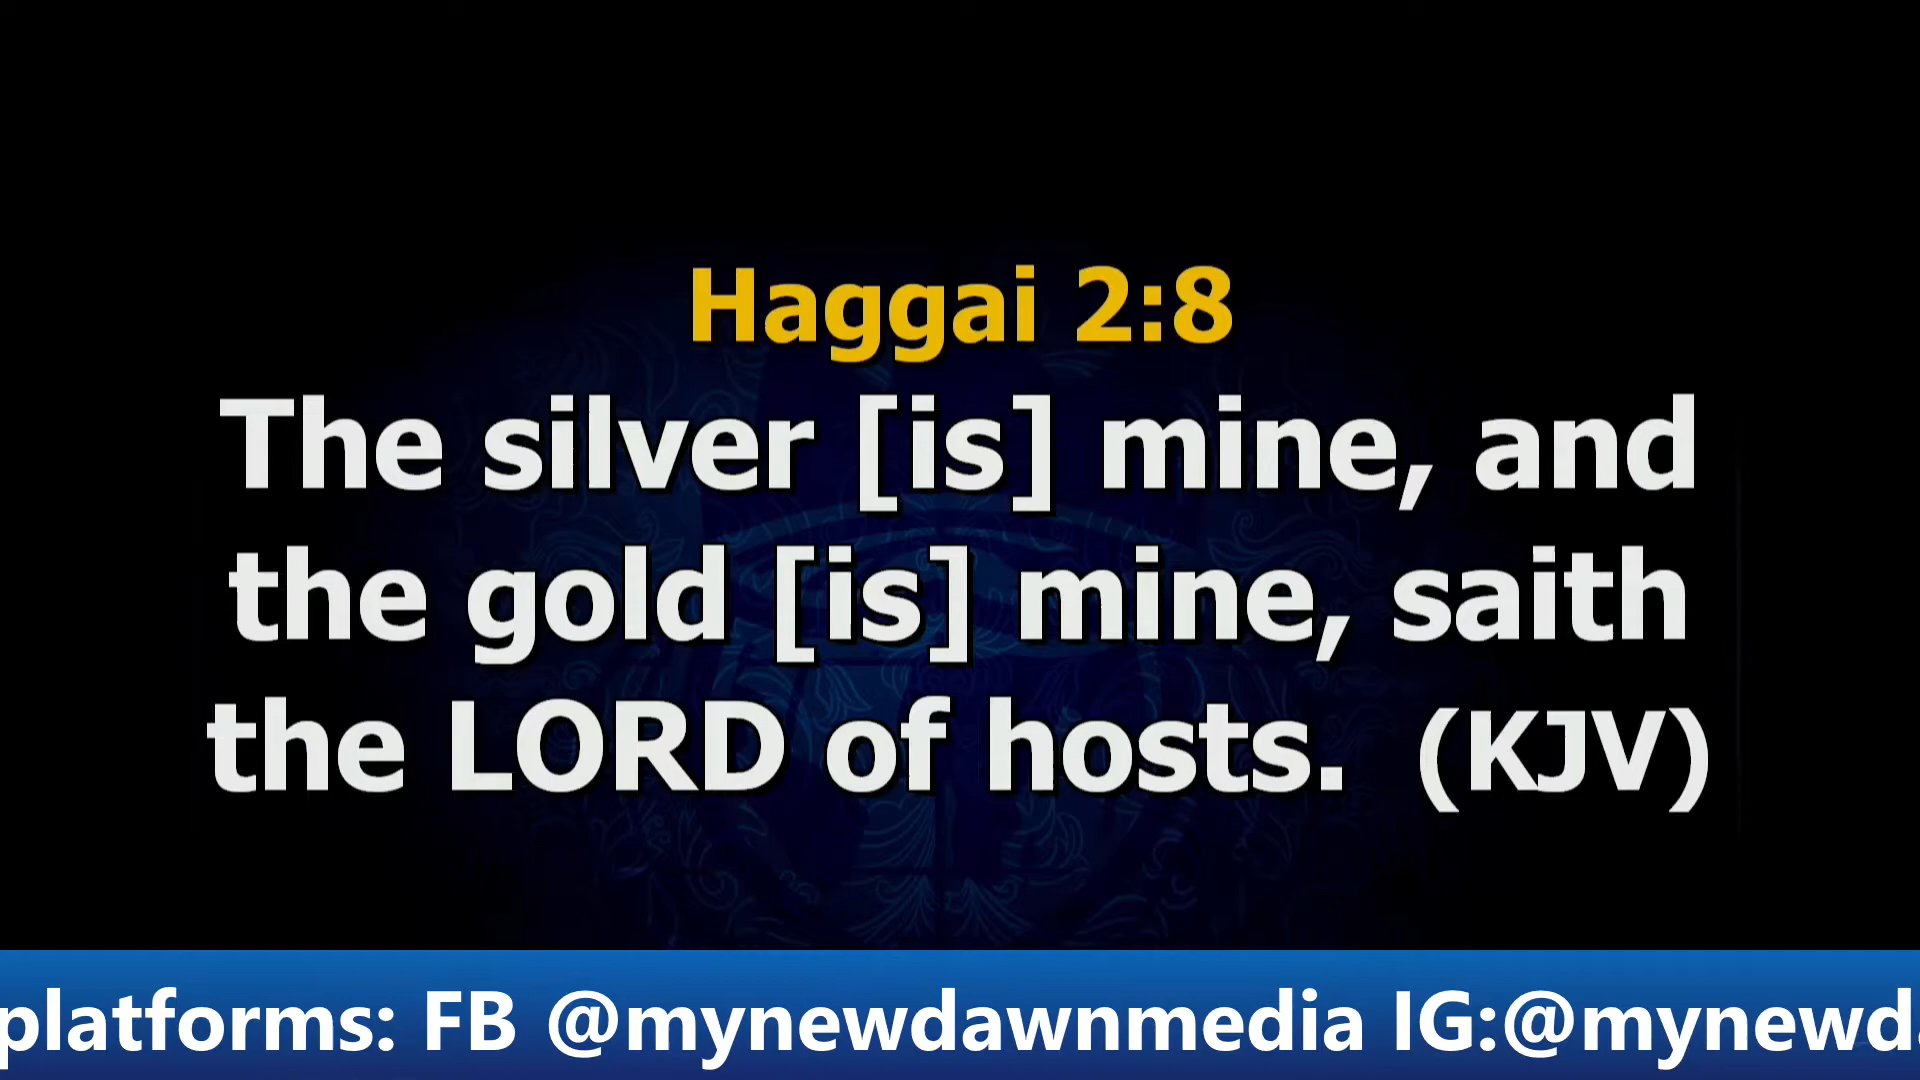 Haggai 2:8
The silver [is] mine, and
the gold [is] mine, saith
the LORD of hosts.  (KJV)
platforms: FB @mynewdawnmedia IG:@mynewda